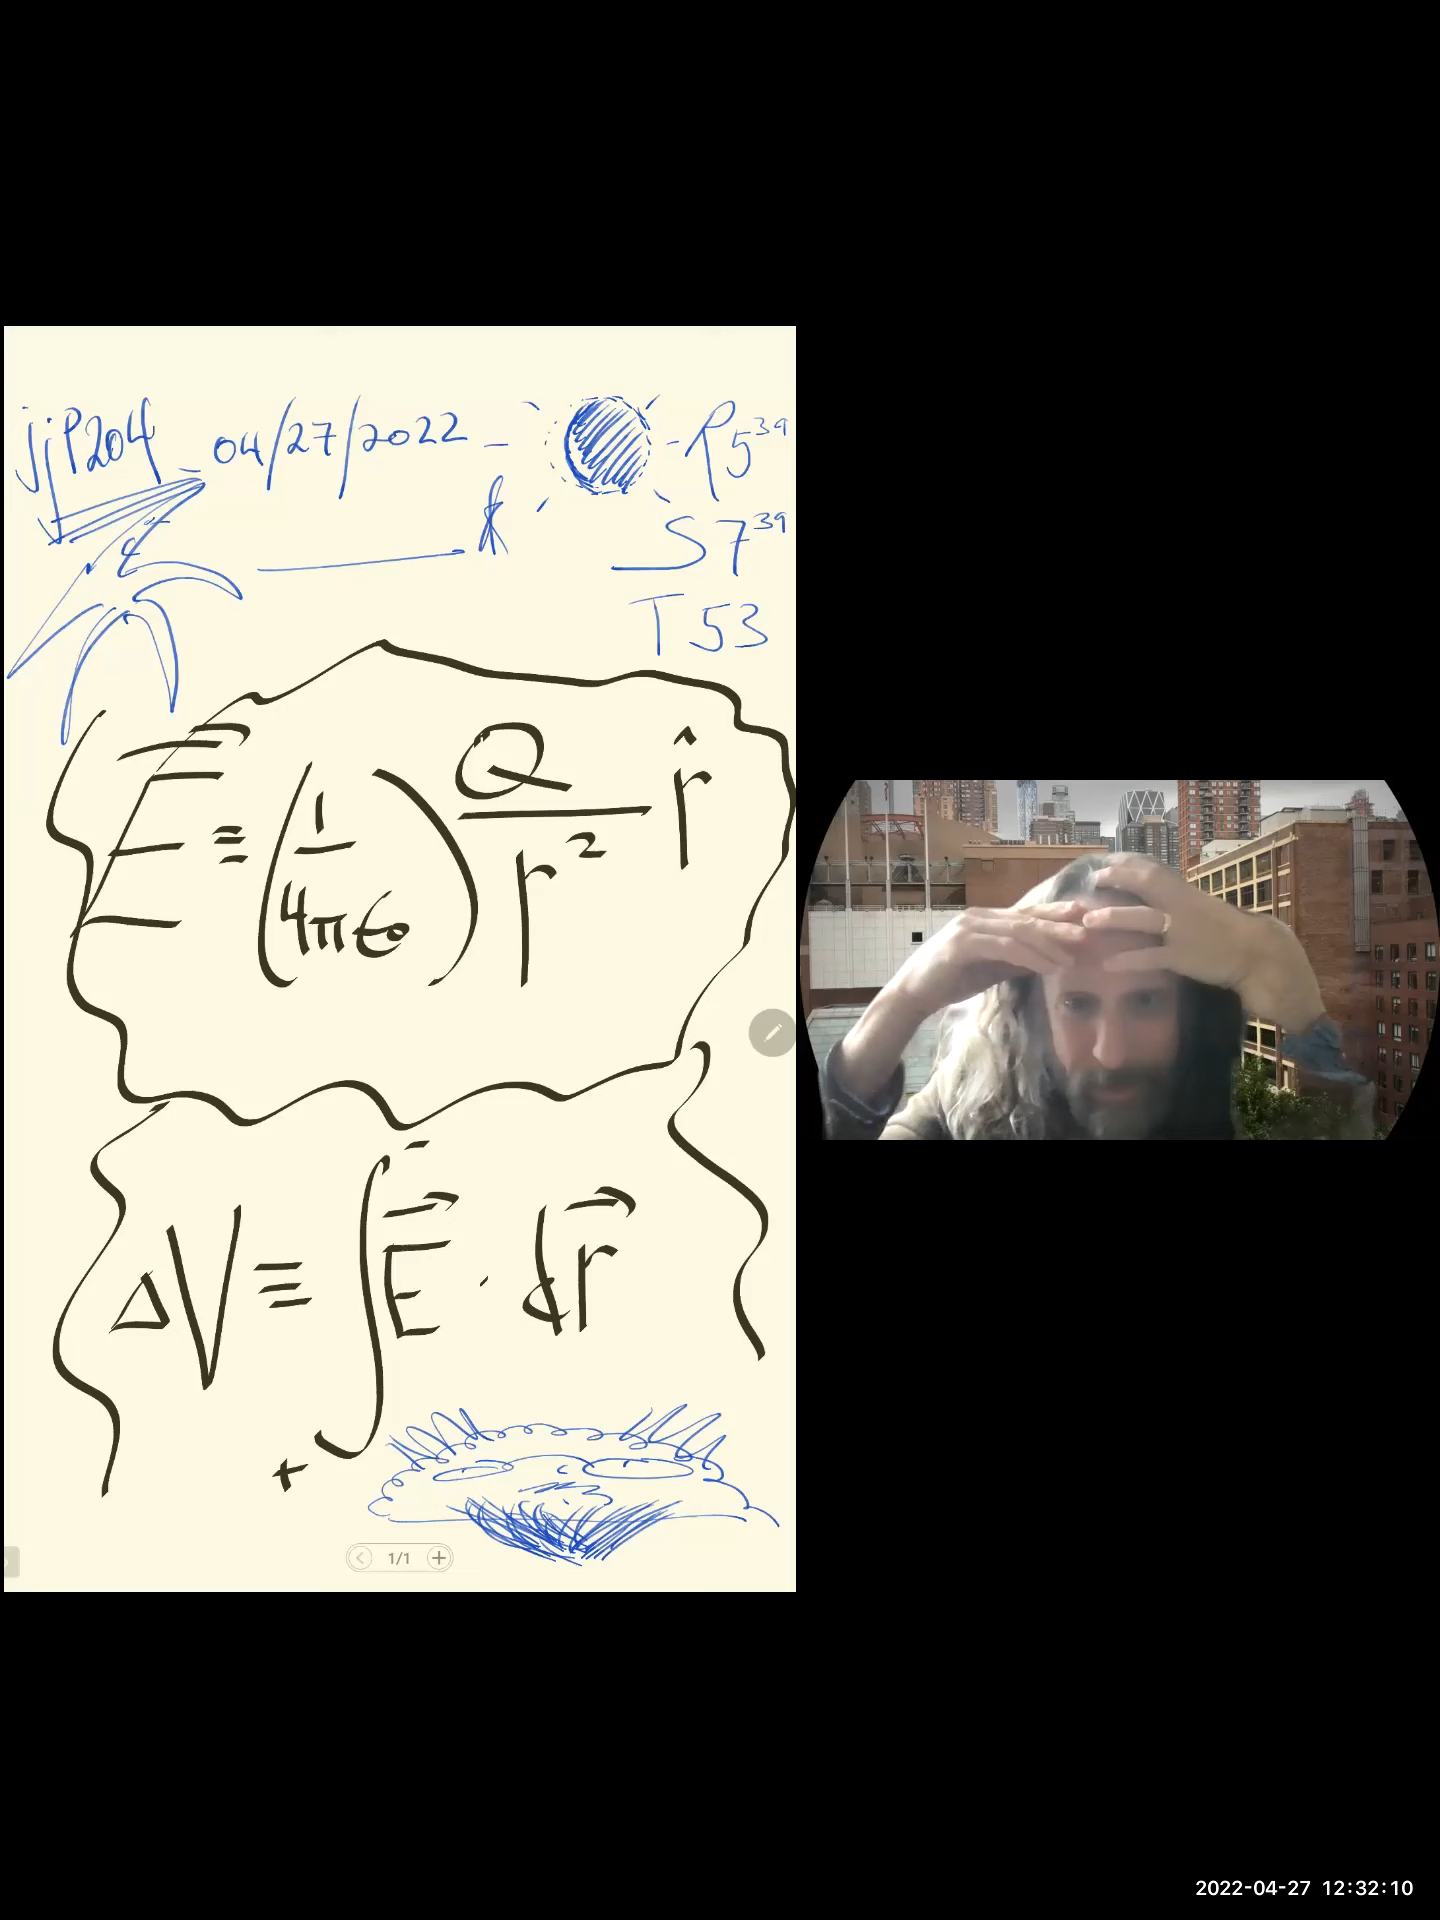 jjP204 - 04/27/2022 - - R5³⁹
S7³⁹
T53
E⃗ = (1/4πϵ₀) Q/r² r̂
-
ΔV ≡ ∫ E⃗ · dr⃗
+
1/1
2022-04-27 12:32:10